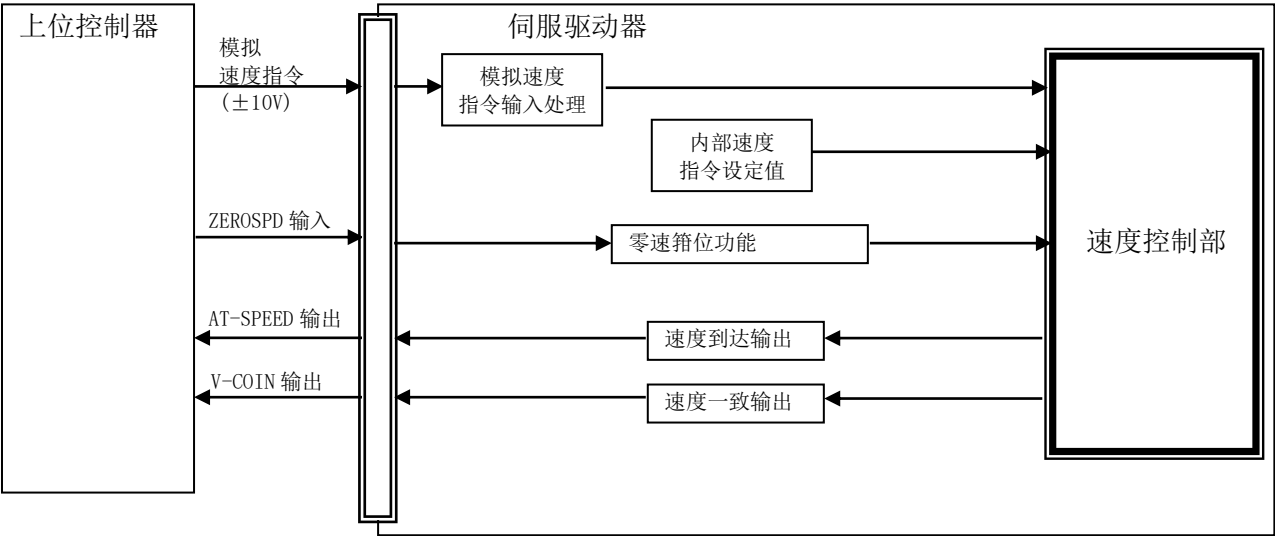 上位控制器
伺服驱动器
模拟
速度指令
(±10V)
模拟速度
指令输入处理
内部速度
指令设定值
ZEROSPD 输入
零速箝位功能
速度控制部
AT-SPEED 输出
速度到达输出
V-COIN 输出
速度一致输出